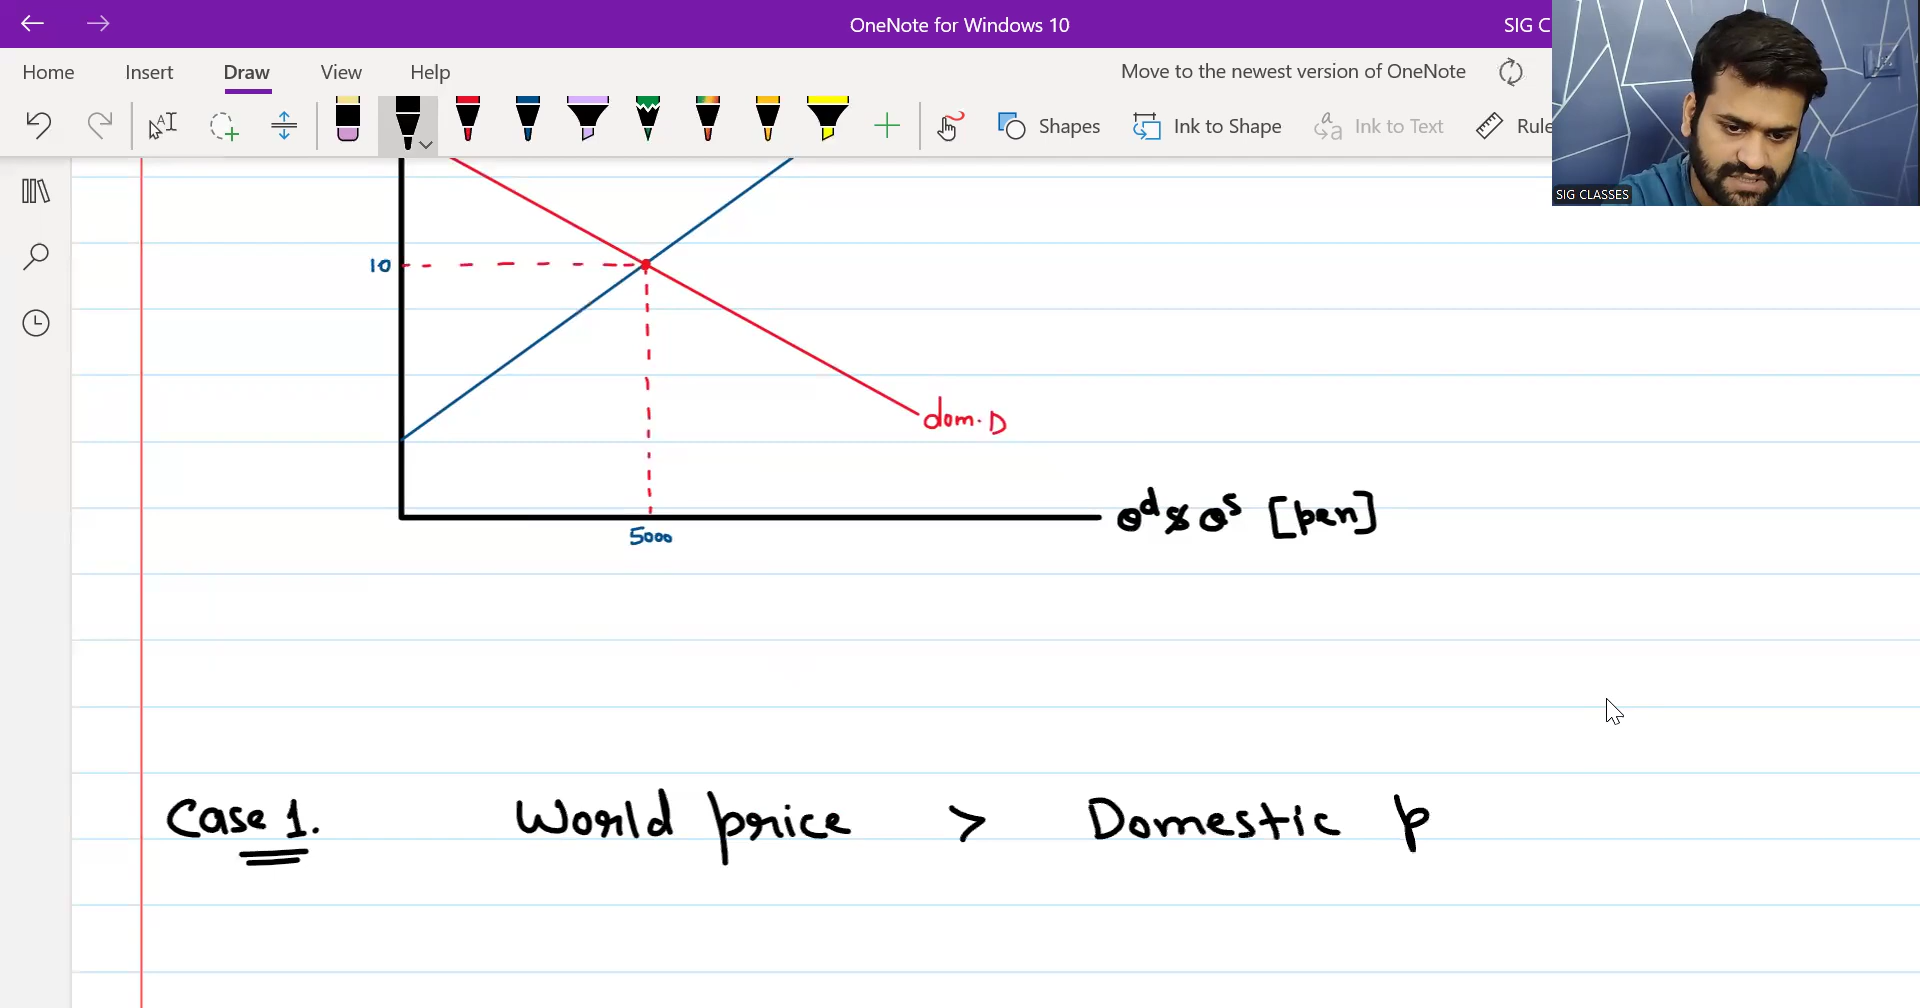 OneNote for Windows 10
SIG C
Home Insert Draw View Help
Move to the newest version of OneNote
Shapes Ink to Shape Ink to Text Rule
SIG CLASSES
10
dom. D
Qd & Qs [pen]
5000
Case 1. World price > Domestic p